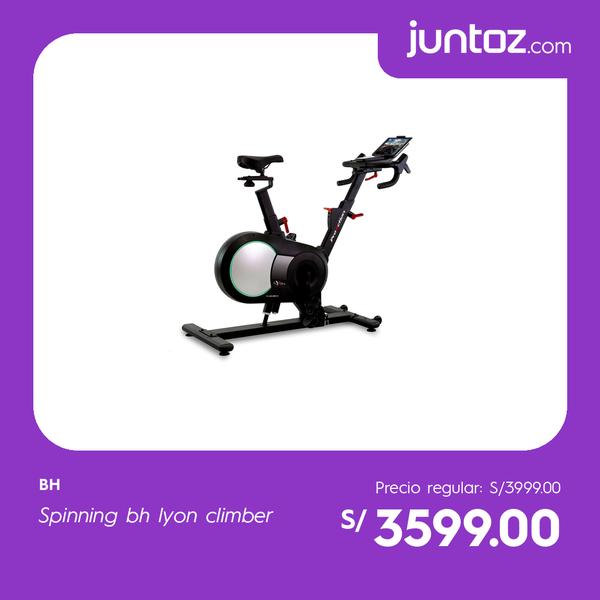 juntoz.com
BH
Spinning bh lyon climber
Precio regular: S/3999.00
S/ 3599.00